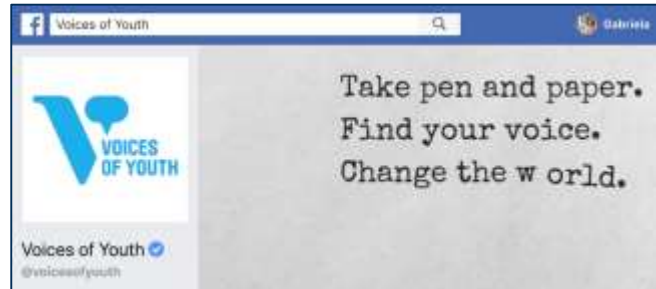 Voices of Youth
Gabriela
VOICES
OF YOUTH
Take pen and paper.
Find your voice.
Change the w orld.
Voices of Youth
@voicesofyouth